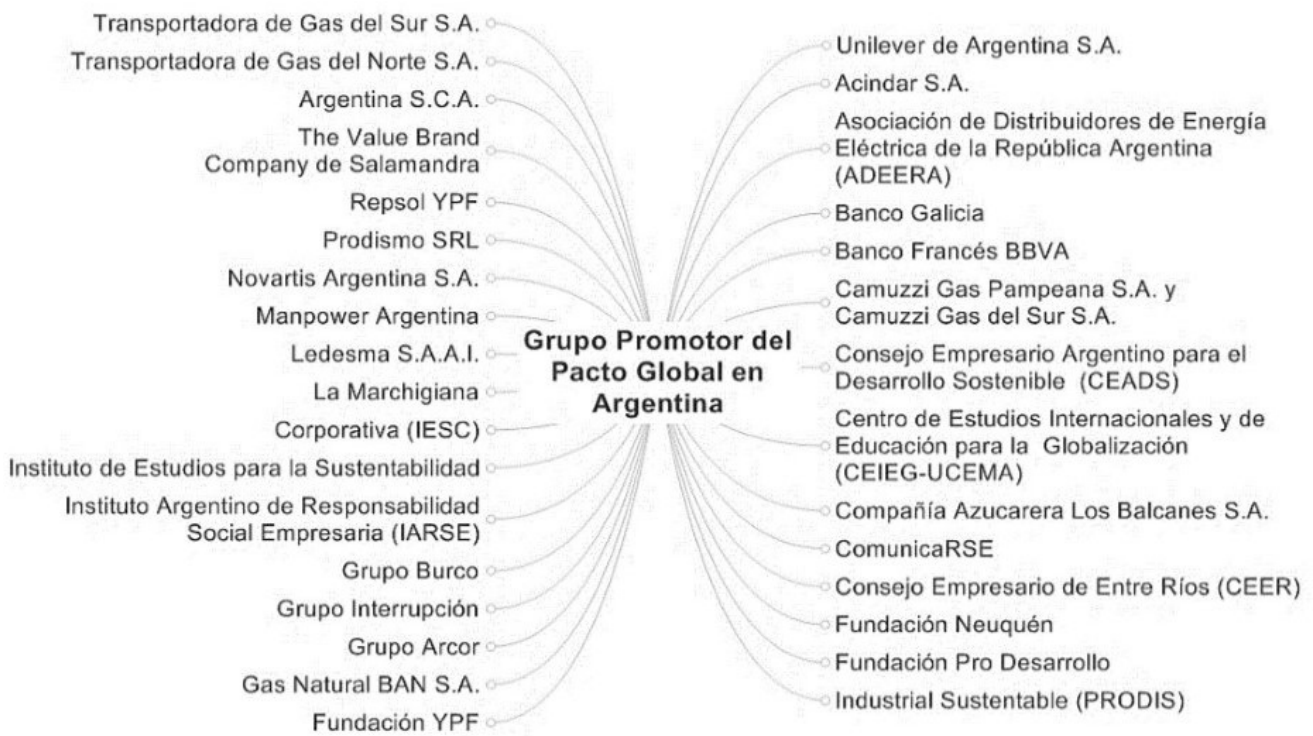 Transportadora de Gas del Sur S.A.
Transportadora de Gas del Norte S.A.
Argentina S.C.A.
The Value Brand
Company de Salamandra
Repsol YPF
Prodismo SRL
Novartis Argentina S.A.
Manpower Argentina
Ledesma S.A.A.I.
La Marchigiana
Corporativa (IESC)
Instituto de Estudios para la Sustentabilidad
Instituto Argentino de Responsabilidad
Social Empresaria (IARSE)
Grupo Burco
Grupo Interrupción
Grupo Arcor
Gas Natural BAN S.A.
Fundación YPF
Grupo Promotor del
Pacto Global en
Argentina
Unilever de Argentina S.A.
Acindar S.A.
Asociación de Distribuidores de Energía
Eléctrica de la República Argentina
(ADEERA)
Banco Galicia
Banco Francés BBVA
Camuzzi Gas Pampeana S.A. y
Camuzzi Gas del Sur S.A.
Consejo Empresario Argentino para el
Desarrollo Sostenible (CEADS)
Centro de Estudios Internacionales y de
Educación para la Globalización
(CEIEG-UCEMA)
Compañía Azucarera Los Balcanes S.A.
ComunicaRSE
Consejo Empresario de Entre Ríos (CEER)
Fundación Neuquén
Fundación Pro Desarrollo
Industrial Sustentable (PRODIS)